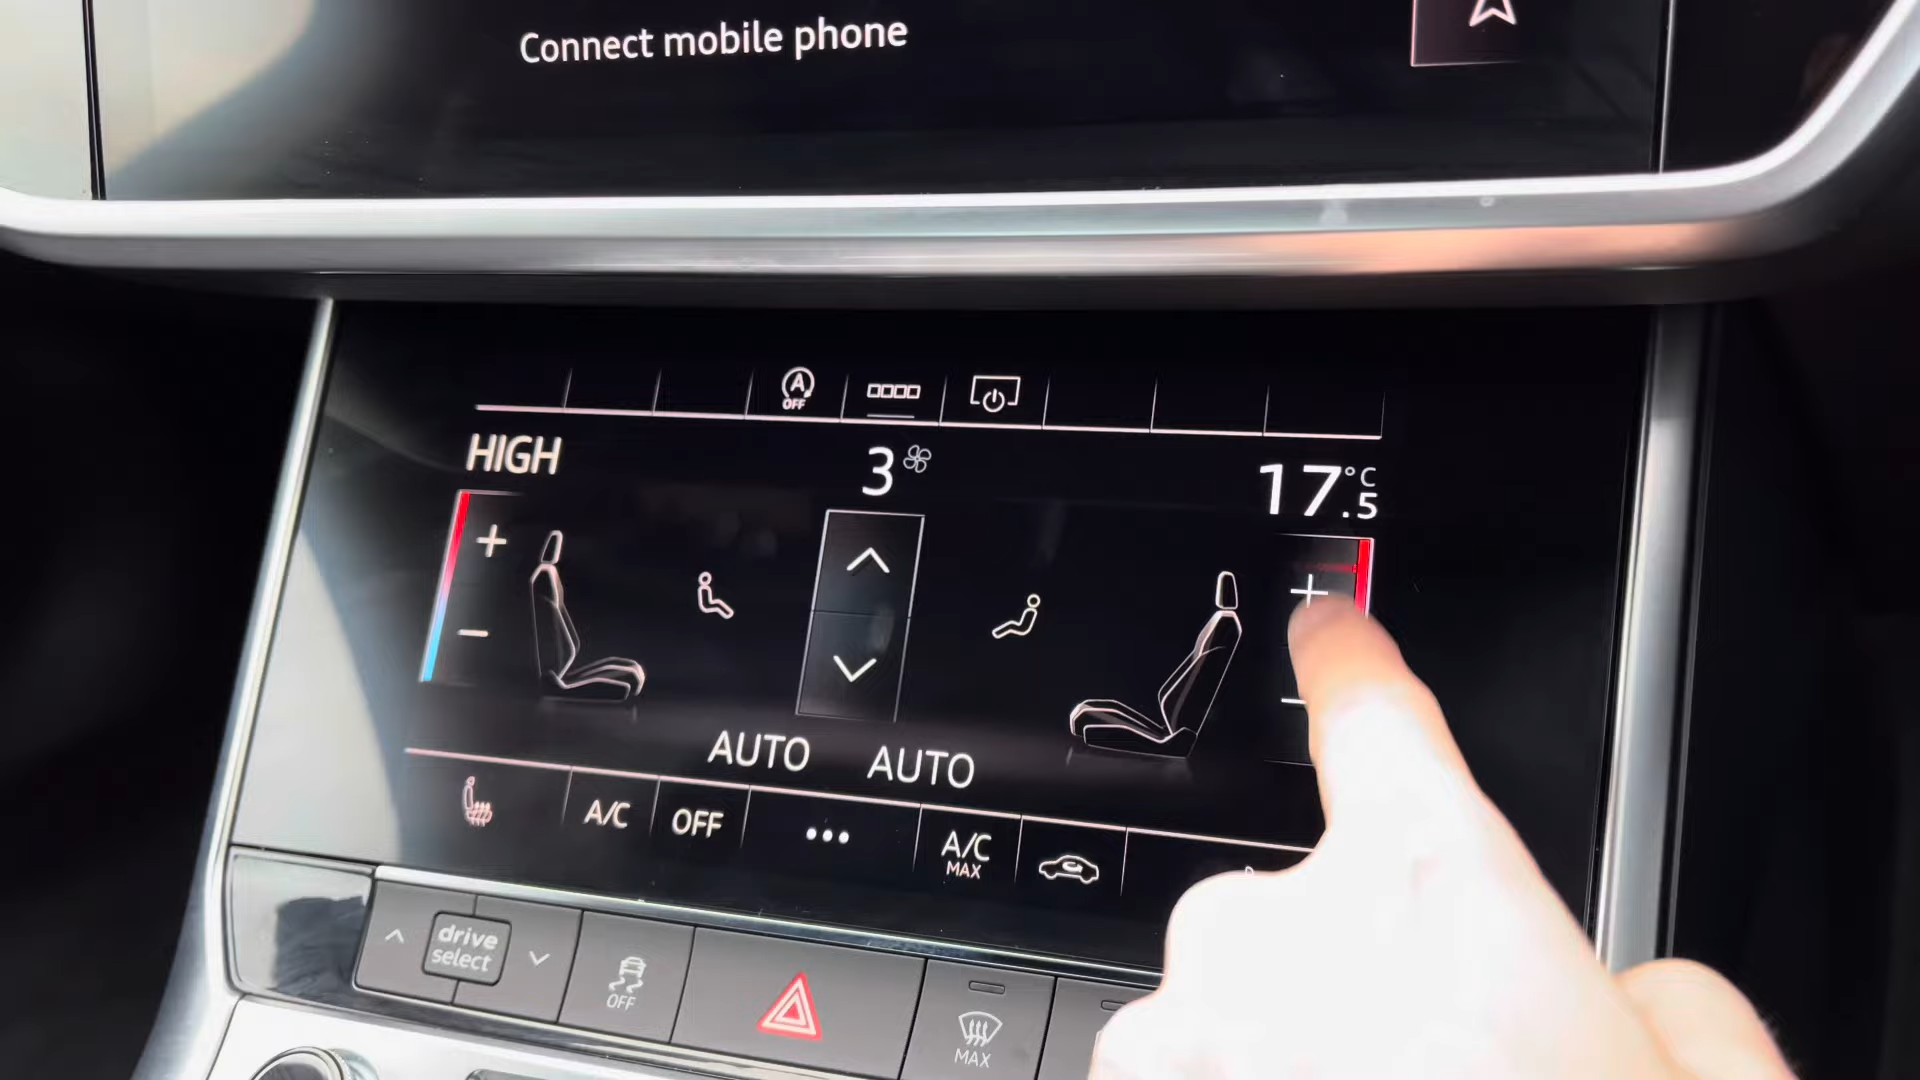 Connect mobile phone
A
OFF
HIGH
3
17.5 °C
+
+
−
AUTO AUTO
A/C
OFF
•••
A/C
MAX
drive
select
OFF
MAX